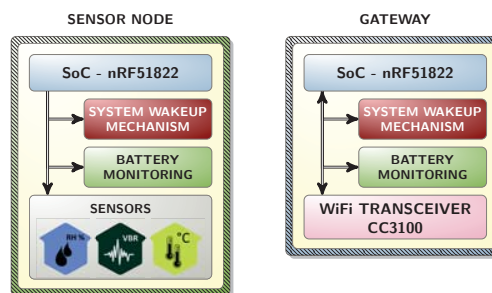 SENSOR NODE
SoC - nRF51822
SYSTEM WAKEUP
MECHANISM
BATTERY
MONITORING
SENSORS
RH %
VBR
°C
GATEWAY
SoC - nRF51822
SYSTEM WAKEUP
MECHANISM
BATTERY
MONITORING
WiFi TRANSCEIVER
CC3100